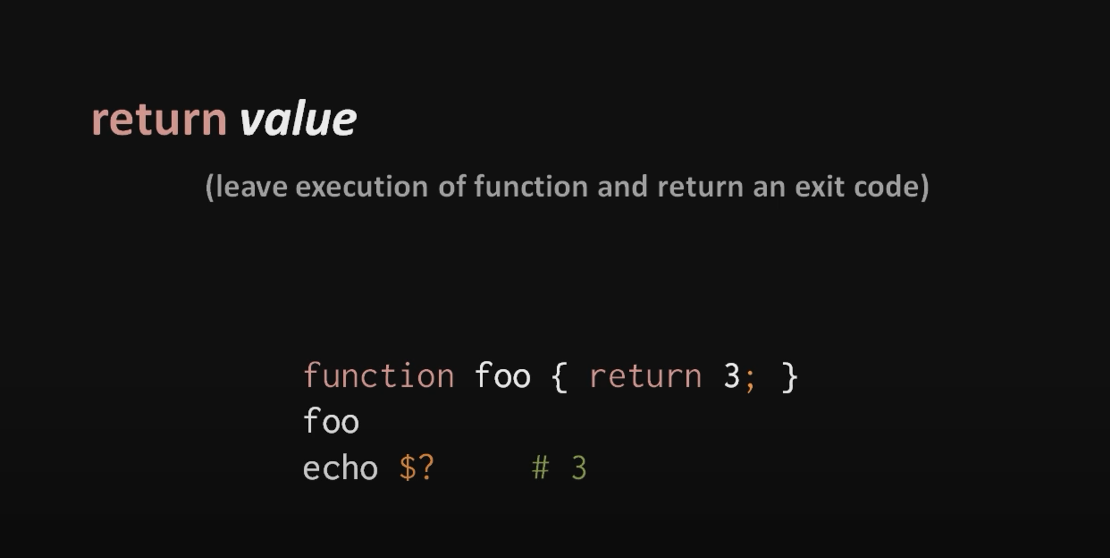 return value
(leave execution of function and return an exit code)
function foo { return 3; }
foo
echo $? # 3